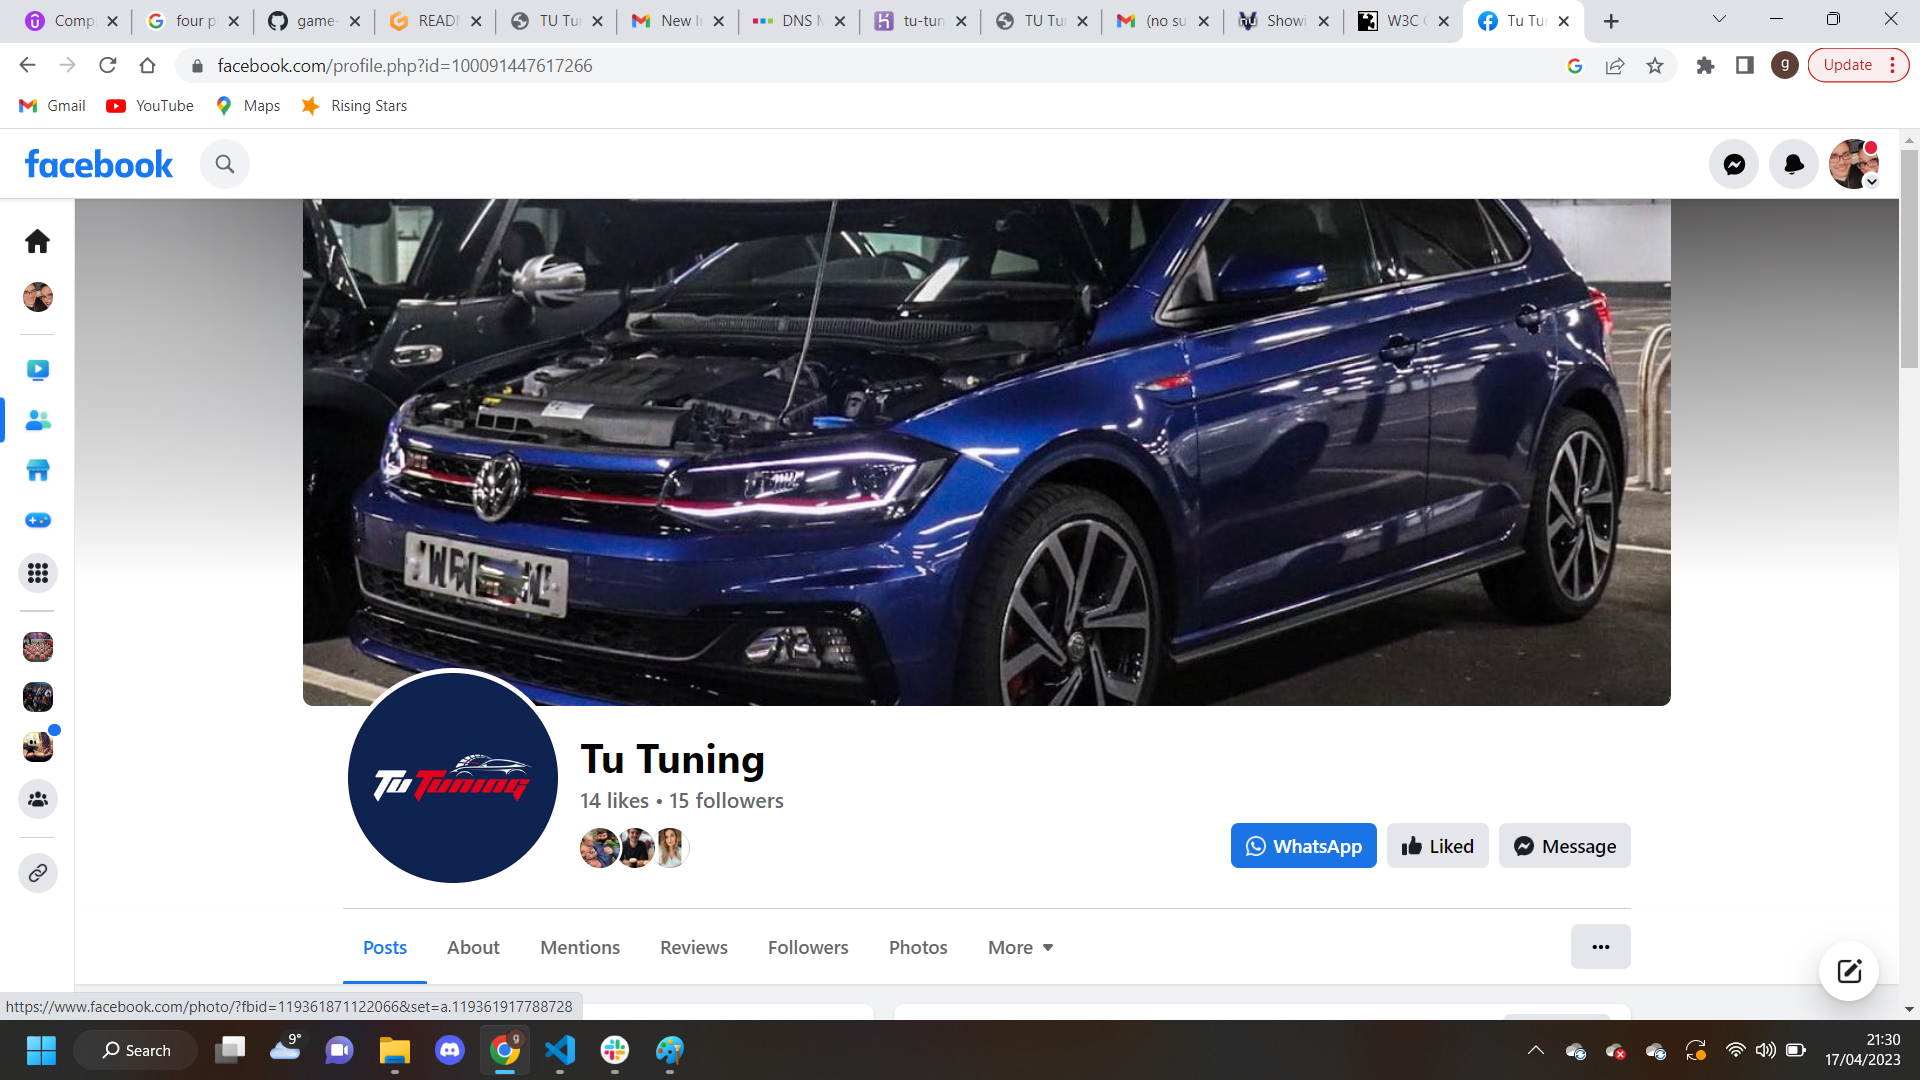 Comp
four p
game-
READ
TU Tu
New I
DNS M
tu-tun
TU Tu
(no su
Showi
W3C C
Tu Tu
facebook.com/profile.php?id=100091447617266
g
Update
Gmail
YouTube
Maps
Rising Stars
facebook
Tu Tuning
Tu Tuning
14 likes • 15 followers
WhatsApp
Liked
Message
Posts
About
Mentions
Reviews
Followers
Photos
More
https://www.facebook.com/photo/?fbid=119361871122066&set=a.119361917788728
Search
9°
21:30
17/04/2023